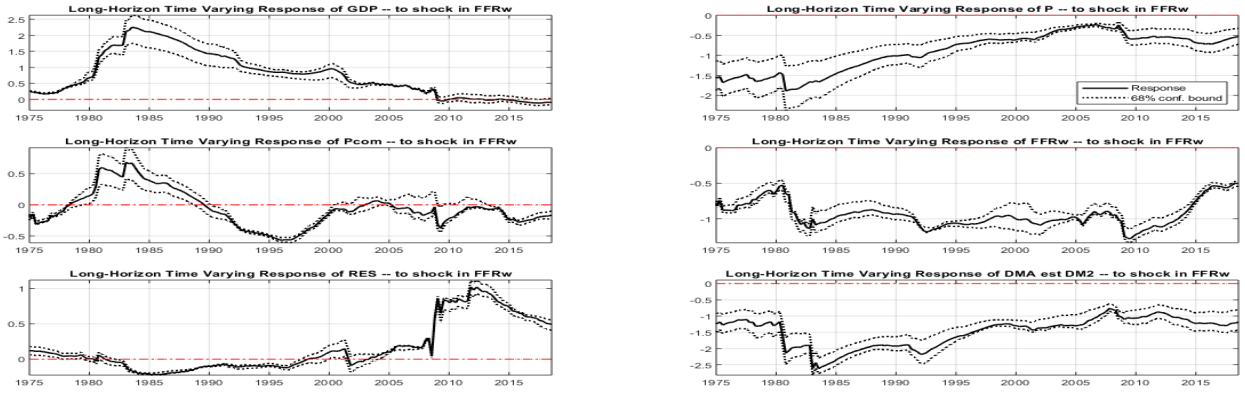 Long-Horizon Time Varying Response of GDP -- to shock in FFRw
2.5
2
1.5
1
0.5
0
1975 1980 1985 1990 1995 2000 2005 2010 2015
Long-Horizon Time Varying Response of P -- to shock in FFRw
0
-0.5
-1
-1.5
-2
Response
68% conf. bound
1975 1980 1985 1990 1995 2000 2005 2010 2015
Long-Horizon Time Varying Response of Pcom -- to shock in FFRw
0.5
0
-0.5
1975 1980 1985 1990 1995 2000 2005 2010 2015
Long-Horizon Time Varying Response of FFRw -- to shock in FFRw
0
-0.5
-1
1975 1980 1985 1990 1995 2000 2005 2010 2015
Long-Horizon Time Varying Response of RES -- to shock in FFRw
1
0.5
0
1975 1980 1985 1990 1995 2000 2005 2010 2015
Long-Horizon Time Varying Response of DMA est DM2 -- to shock in FFRw
0
-0.5
-1
-1.5
-2
-2.5
1975 1980 1985 1990 1995 2000 2005 2010 2015